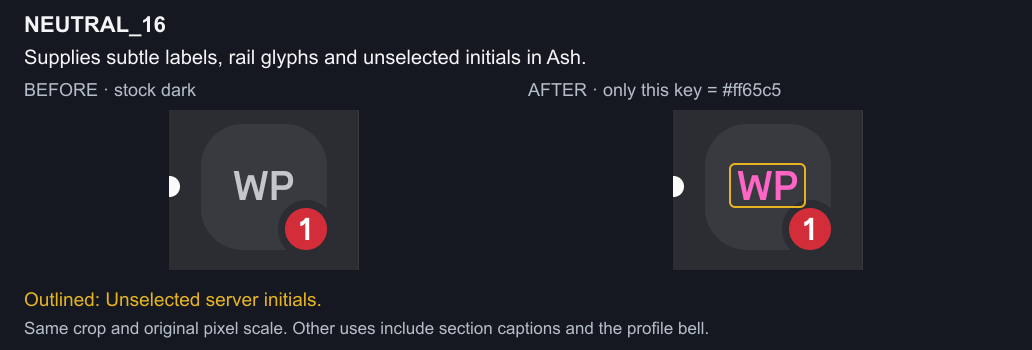 NEUTRAL_16
Supplies subtle labels, rail glyphs and unselected initials in Ash.
BEFORE · stock dark
AFTER · only this key = #ff65c5
WP
1
WP
1
Outlined: Unselected server initials.
Same crop and original pixel scale. Other uses include section captions and the profile bell.